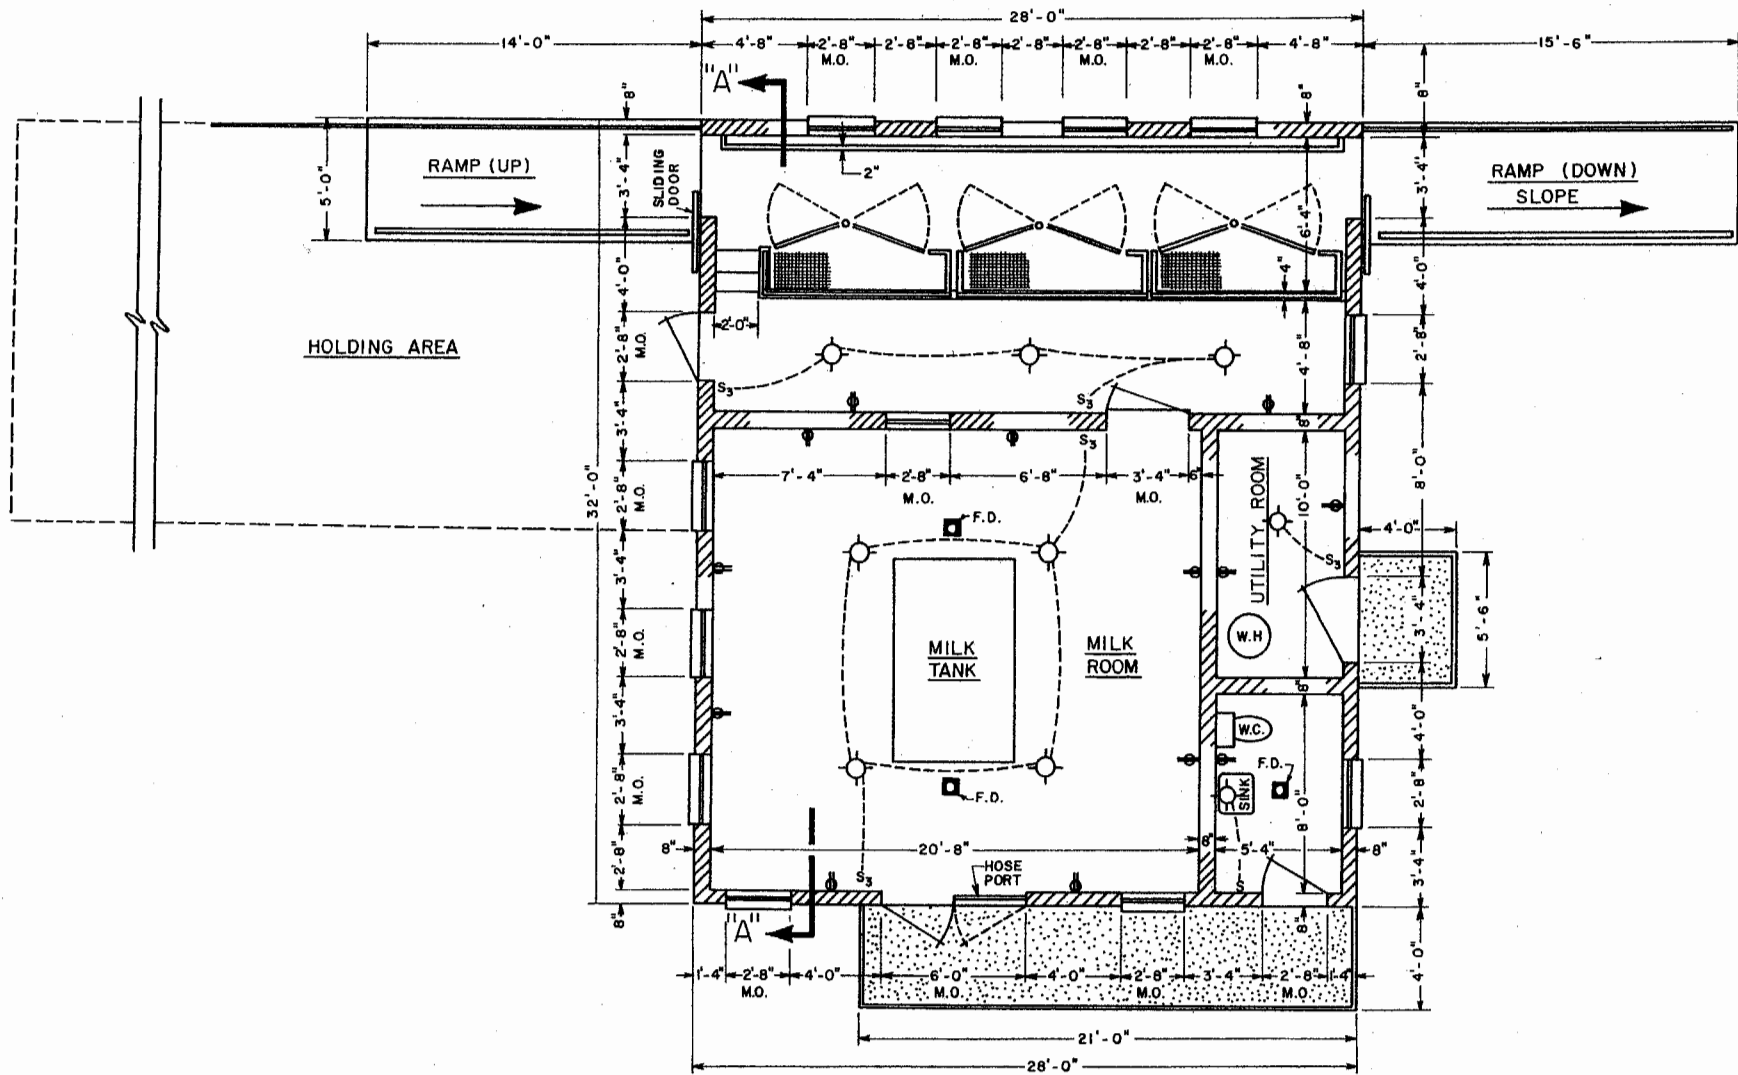 28'-0"
14'-0"
4'-8"
2'-8"
M.O.
2'-8"
2'-8"
M.O.
2'-8"
2'-8"
M.O.
2'-8"
2'-8"
M.O.
4'-8"
15'-6"
"A"
8"
8"
8"
RAMP (UP)
5'-0"
3'-4"
SLIDING
DOOR
2"
6'-4"
3'-4"
RAMP (DOWN)
SLOPE
4'-0"
4"
4'-0"
2'-0"
HOLDING AREA
2'-8"
M.O.
4'-8"
2'-8"
S3
S3
3'-4"
8"
S3
7'-4"
2'-8"
M.O.
6'-8"
3'-4"
M.O.
6"
32'-0"
2'-8"
M.O.
UTILITY ROOM
10'-0"
8'-0"
F.D.
4'-0"
S3
3'-4"
2'-8"
M.O.
MILK
TANK
MILK
ROOM
W.H
3'-4"
5'-6"
8"
3'-4"
W.C.
4'-0"
F.D.
2'-8"
M.O.
F.D.
SINK
8'-0"
2'-8"
2'-8"
8"
20'-8"
8"
5'-4"
8"
3'-4"
HOSE
PORT
S3
S
8"
"A"
8"
4'-0"
1'-4"
2'-8"
M.O.
4'-0"
6'-0"
M.O.
4'-0"
2'-8"
M.O.
3'-4"
2'-8"
M.O.
1'-4"
21'-0"
28'-0"